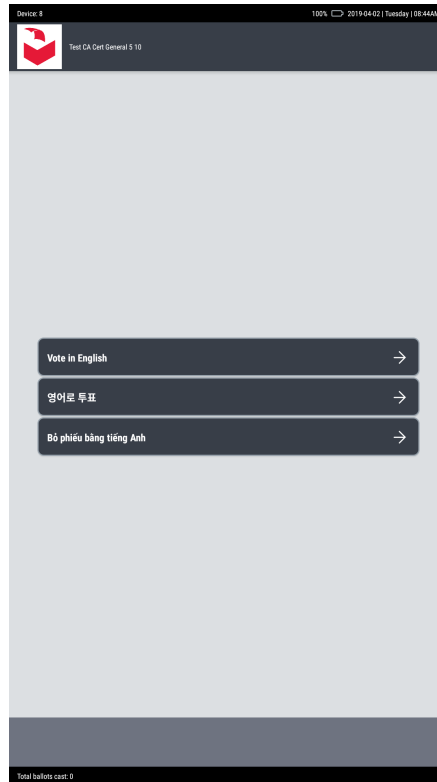 Device: 8 100% 2019-04-02 | Tuesday | 08:44AM
Test CA Cert General 5 10
Vote in English
영어로 투표
Bỏ phiếu bằng tiếng Anh
Total ballots cast: 0